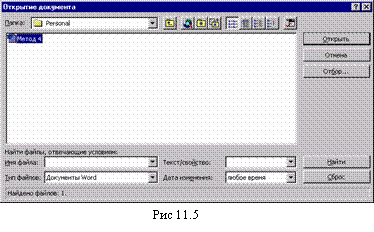 Открытие документа
Папка: Personal
Метод 4
Открыть
Отмена
Отбор...
Найти файлы, отвечающие условиям:
Имя файла: Текст/свойство: Найти
Тип файлов: Документы Word Дата изменения: любое время Сброс
Найдено файлов: 1.
Рис 11.5